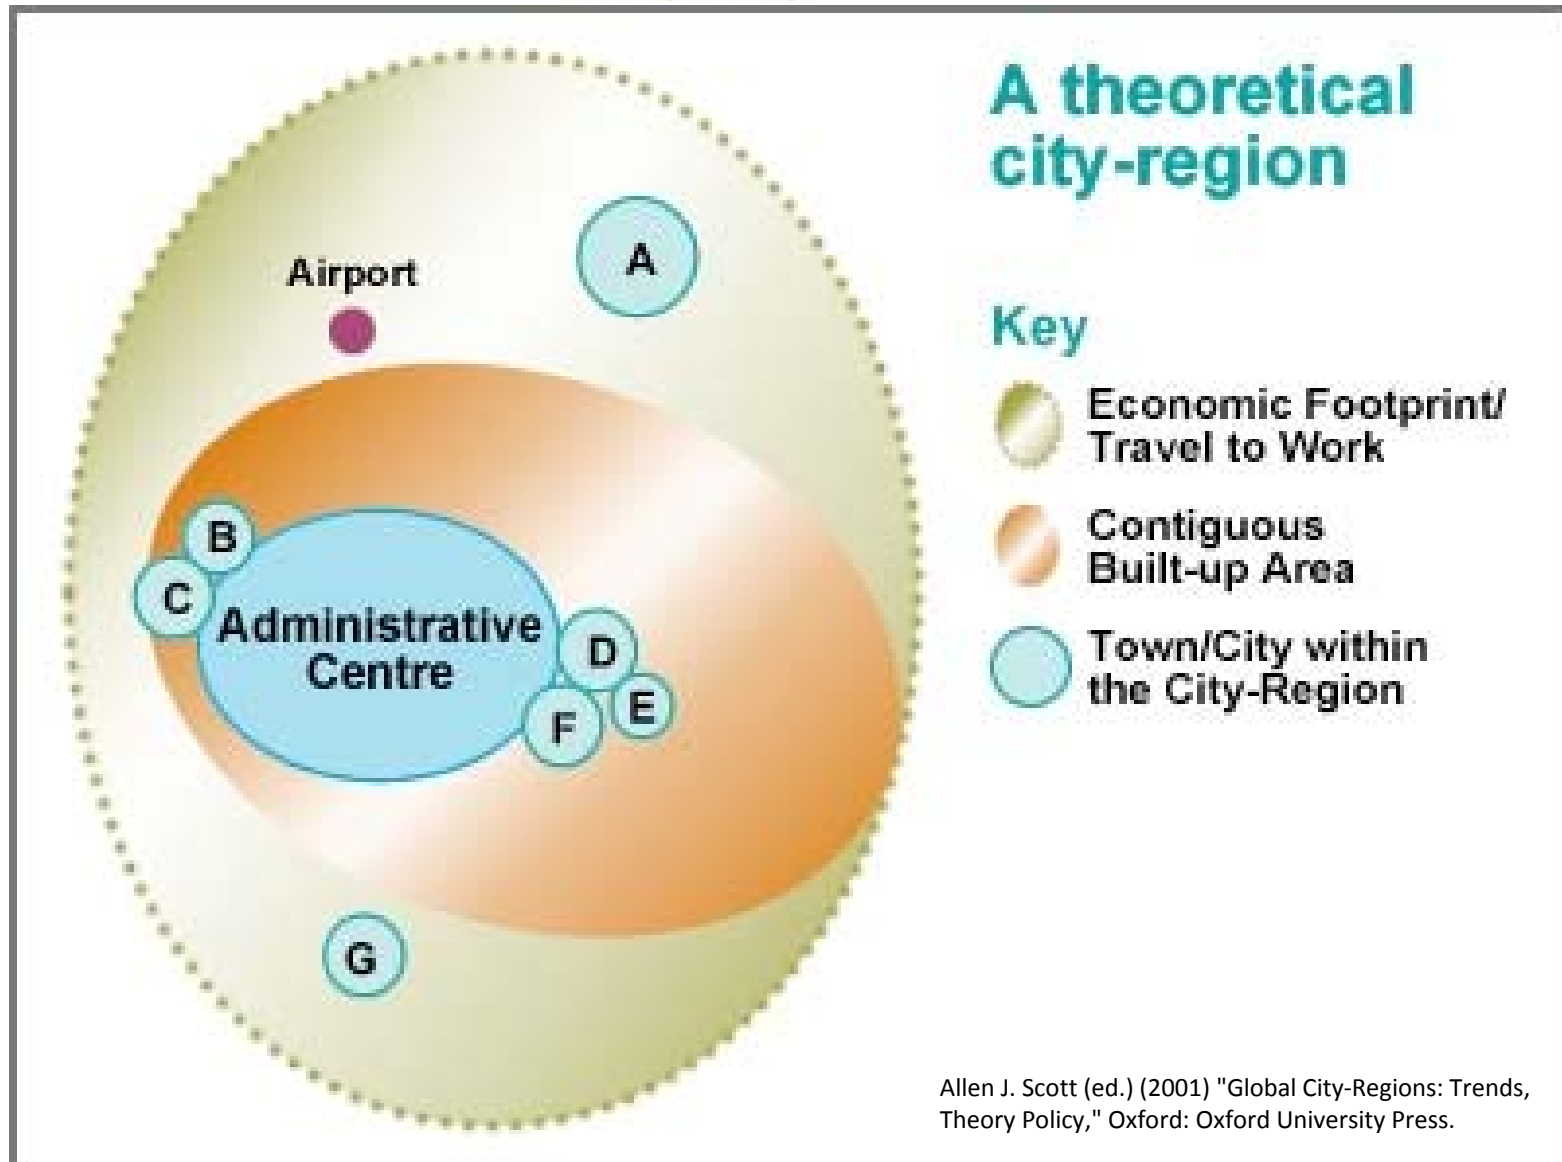 A theoretical
city-region
Airport
A
Key
Economic Footprint/
Travel to Work
Contiguous
Built-up Area
Town/City within
the City-Region
B
C
Administrative
Centre
D
E
F
G
Allen J. Scott (ed.) (2001) "Global City-Regions: Trends,
Theory Policy," Oxford: Oxford University Press.